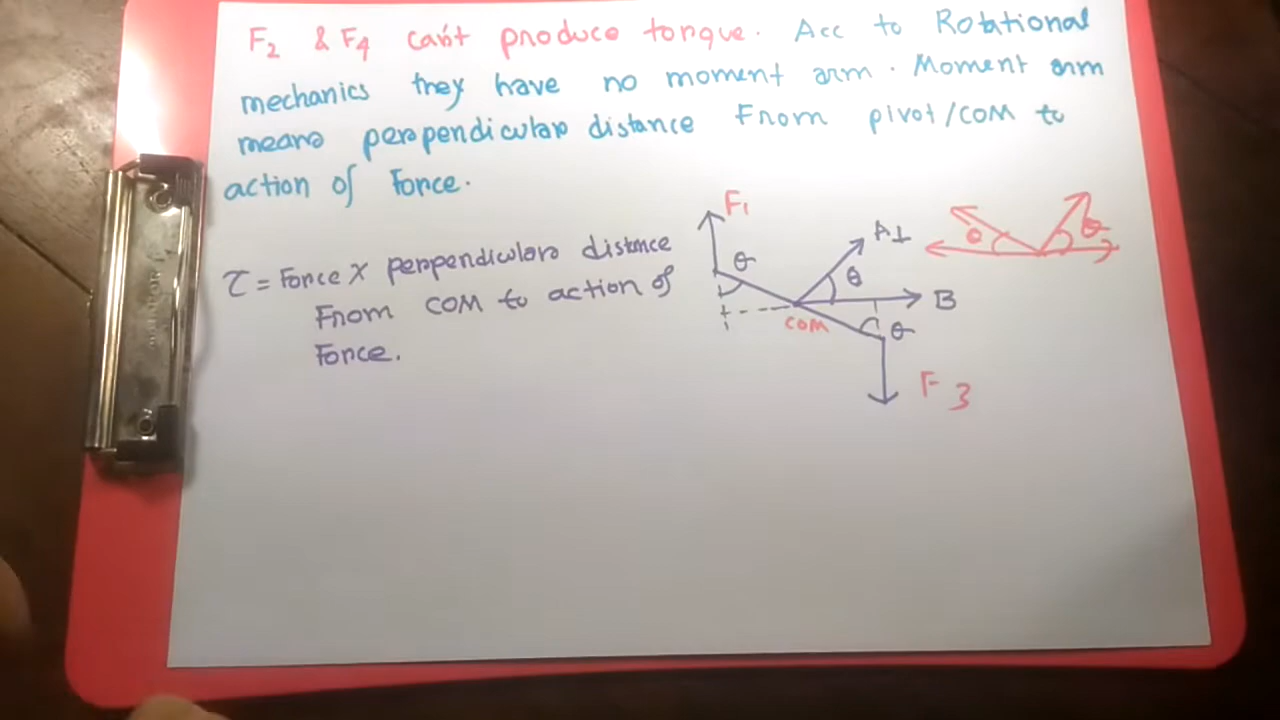 F2 & F4 can't produce torque. Acc to Rotational
mechanics they have no moment arm. Moment arm
means perpendicular distance From pivot/COM to
action of Force.
τ = Force x perpendicular distance
From COM to action of
Force.
F1
θ
A⊥
θ
B
COM
θ
F3
θ
θ